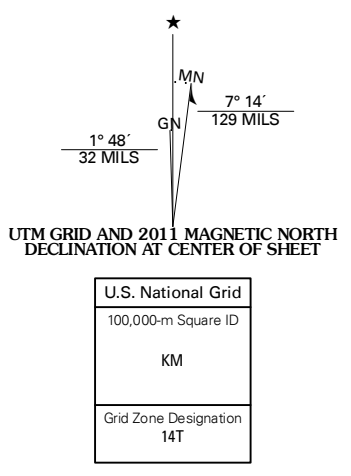 MN
7° 14´
129 MILS
GN
1° 48´
32 MILS
UTM GRID AND 2011 MAGNETIC NORTH
DECLINATION AT CENTER OF SHEET
U.S. National Grid
100,000-m Square ID
KM
Grid Zone Designation
14T